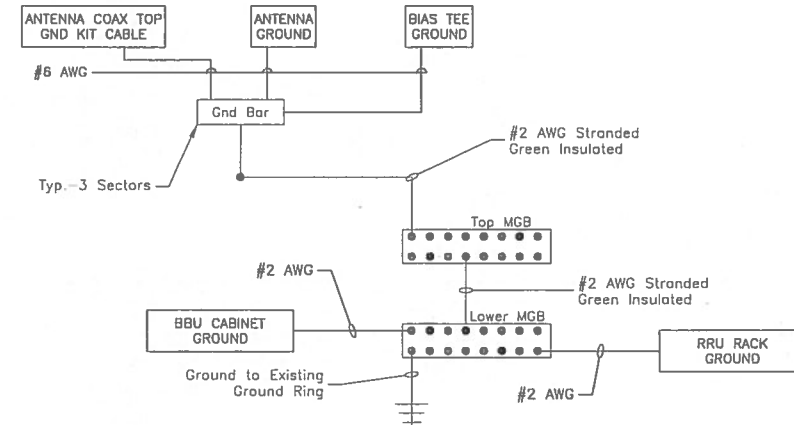 ANTENNA COAX TOP
GND KIT CABLE
ANTENNA
GROUND
BIAS TEE
GROUND
#6 AWG
Gnd Bar
#2 AWG Stranded
Green Insulated
Typ.-3 Sectors
Top MGB
#2 AWG
#2 AWG Stranded
Green Insulated
Lower MGB
BBU CABINET
GROUND
RRU RACK
GROUND
Ground to Existing
Ground Ring
#2 AWG